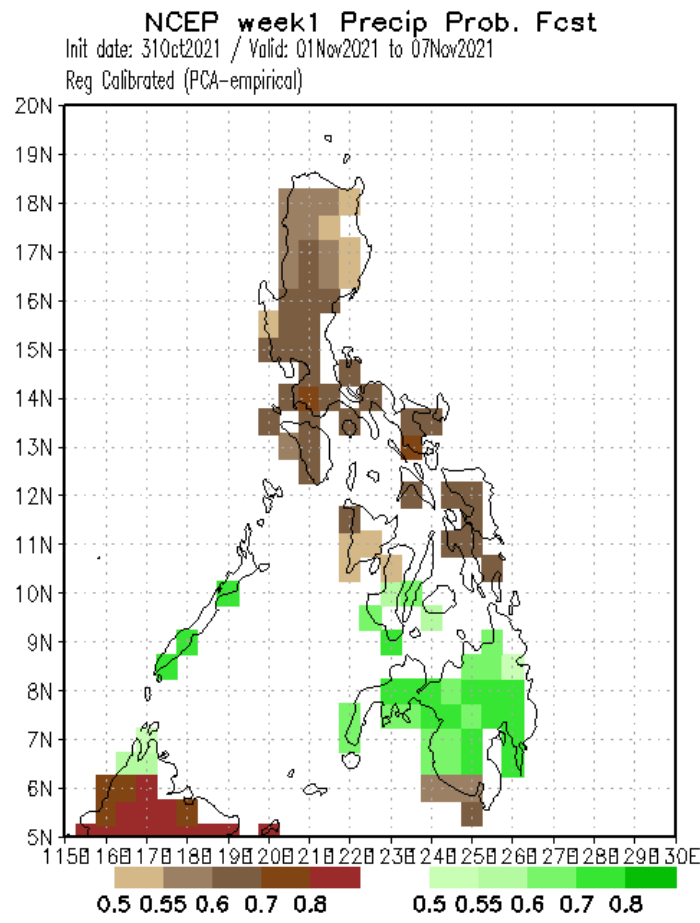 NCEP week1 Precip Prob. Fcst
Init date: 31Oct2021 / Valid: 01Nov2021 to 07Nov2021
Reg Calibrated (PCA-empirical)
20N
19N
18N
17N
16N
15N
14N
13N
12N
11N
10N
9N
8N
7N
6N
5N
115E 116E 117E 118E 119E 120E 121E 122E 123E 124E 125E 126E 127E 128E 129E 130E
0.5 0.55 0.6 0.7 0.8 0.5 0.55 0.6 0.7 0.8